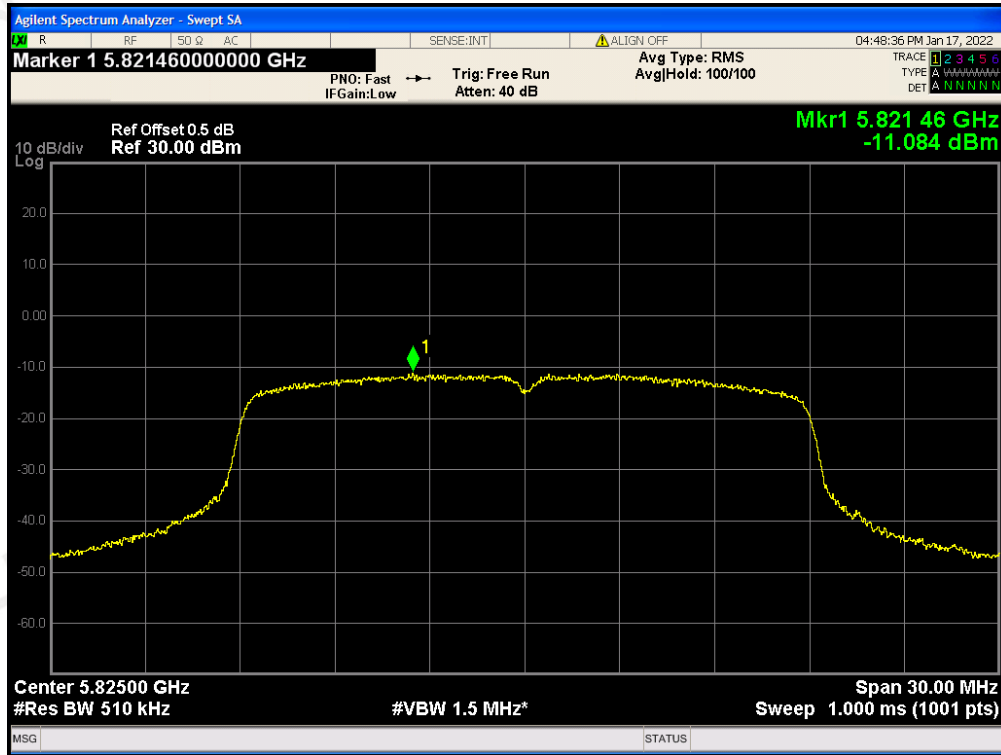 Agilent Spectrum Analyzer - Swept SA
LXI R RF 50 Ω AC SENSE:INT ALIGN OFF 04:48:36 PM Jan 17, 2022
Marker 1 5.821460000000 GHz
PNO: Fast
IFGain:Low
Trig: Free Run
Atten: 40 dB
Avg Type: RMS
Avg|Hold: 100/100
TRACE 1 2 3 4 5 6
TYPE A WWWWW
DET A N N N N N
Mkr1 5.821 46 GHz
-11.084 dBm
Ref Offset 0.5 dB
10 dB/div Ref 30.00 dBm
Log
20.0
10.0
0.00
-10.0
1
-20.0
-30.0
-40.0
-50.0
-60.0
Center 5.82500 GHz Span 30.00 MHz
#Res BW 510 kHz #VBW 1.5 MHz* Sweep 1.000 ms (1001 pts)
MSG STATUS